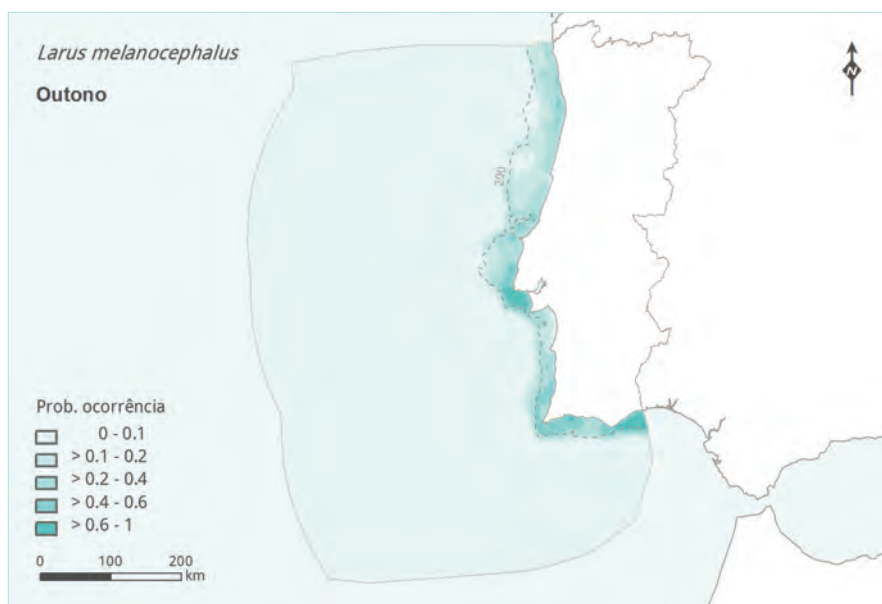 Larus melanocephalus
Outono
N
200
Prob. ocorrência
0 - 0.1
> 0.1 - 0.2
> 0.2 - 0.4
> 0.4 - 0.6
> 0.6 - 1
0 100 200
km